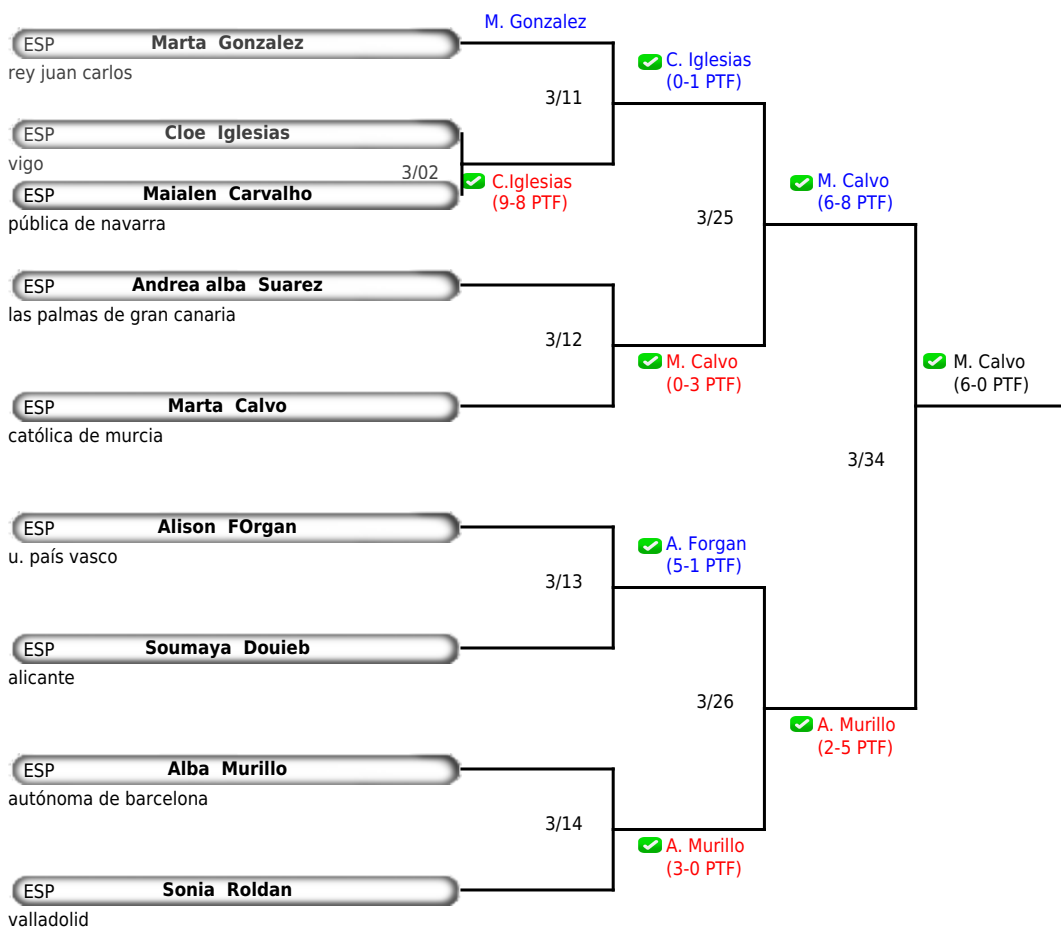 M. Gonzalez
ESP Marta Gonzalez
rey juan carlos
C. Iglesias
(0-1 PTF)
3/11
ESP Cloe Iglesias
vigo
3/02
C.Iglesias
(9-8 PTF)
ESP Maialen Carvalho
pública de navarra
M. Calvo
(6-8 PTF)
3/25
ESP Andrea alba Suarez
las palmas de gran canaria
3/12
M. Calvo
(0-3 PTF)
M. Calvo
(6-0 PTF)
ESP Marta Calvo
católica de murcia
3/34
ESP Alison FOrgan
u. país vasco
A. Forgan
(5-1 PTF)
3/13
ESP Soumaya Douieb
alicante
3/26
A. Murillo
(2-5 PTF)
ESP Alba Murillo
autónoma de barcelona
3/14
A. Murillo
(3-0 PTF)
ESP Sonia Roldan
valladolid